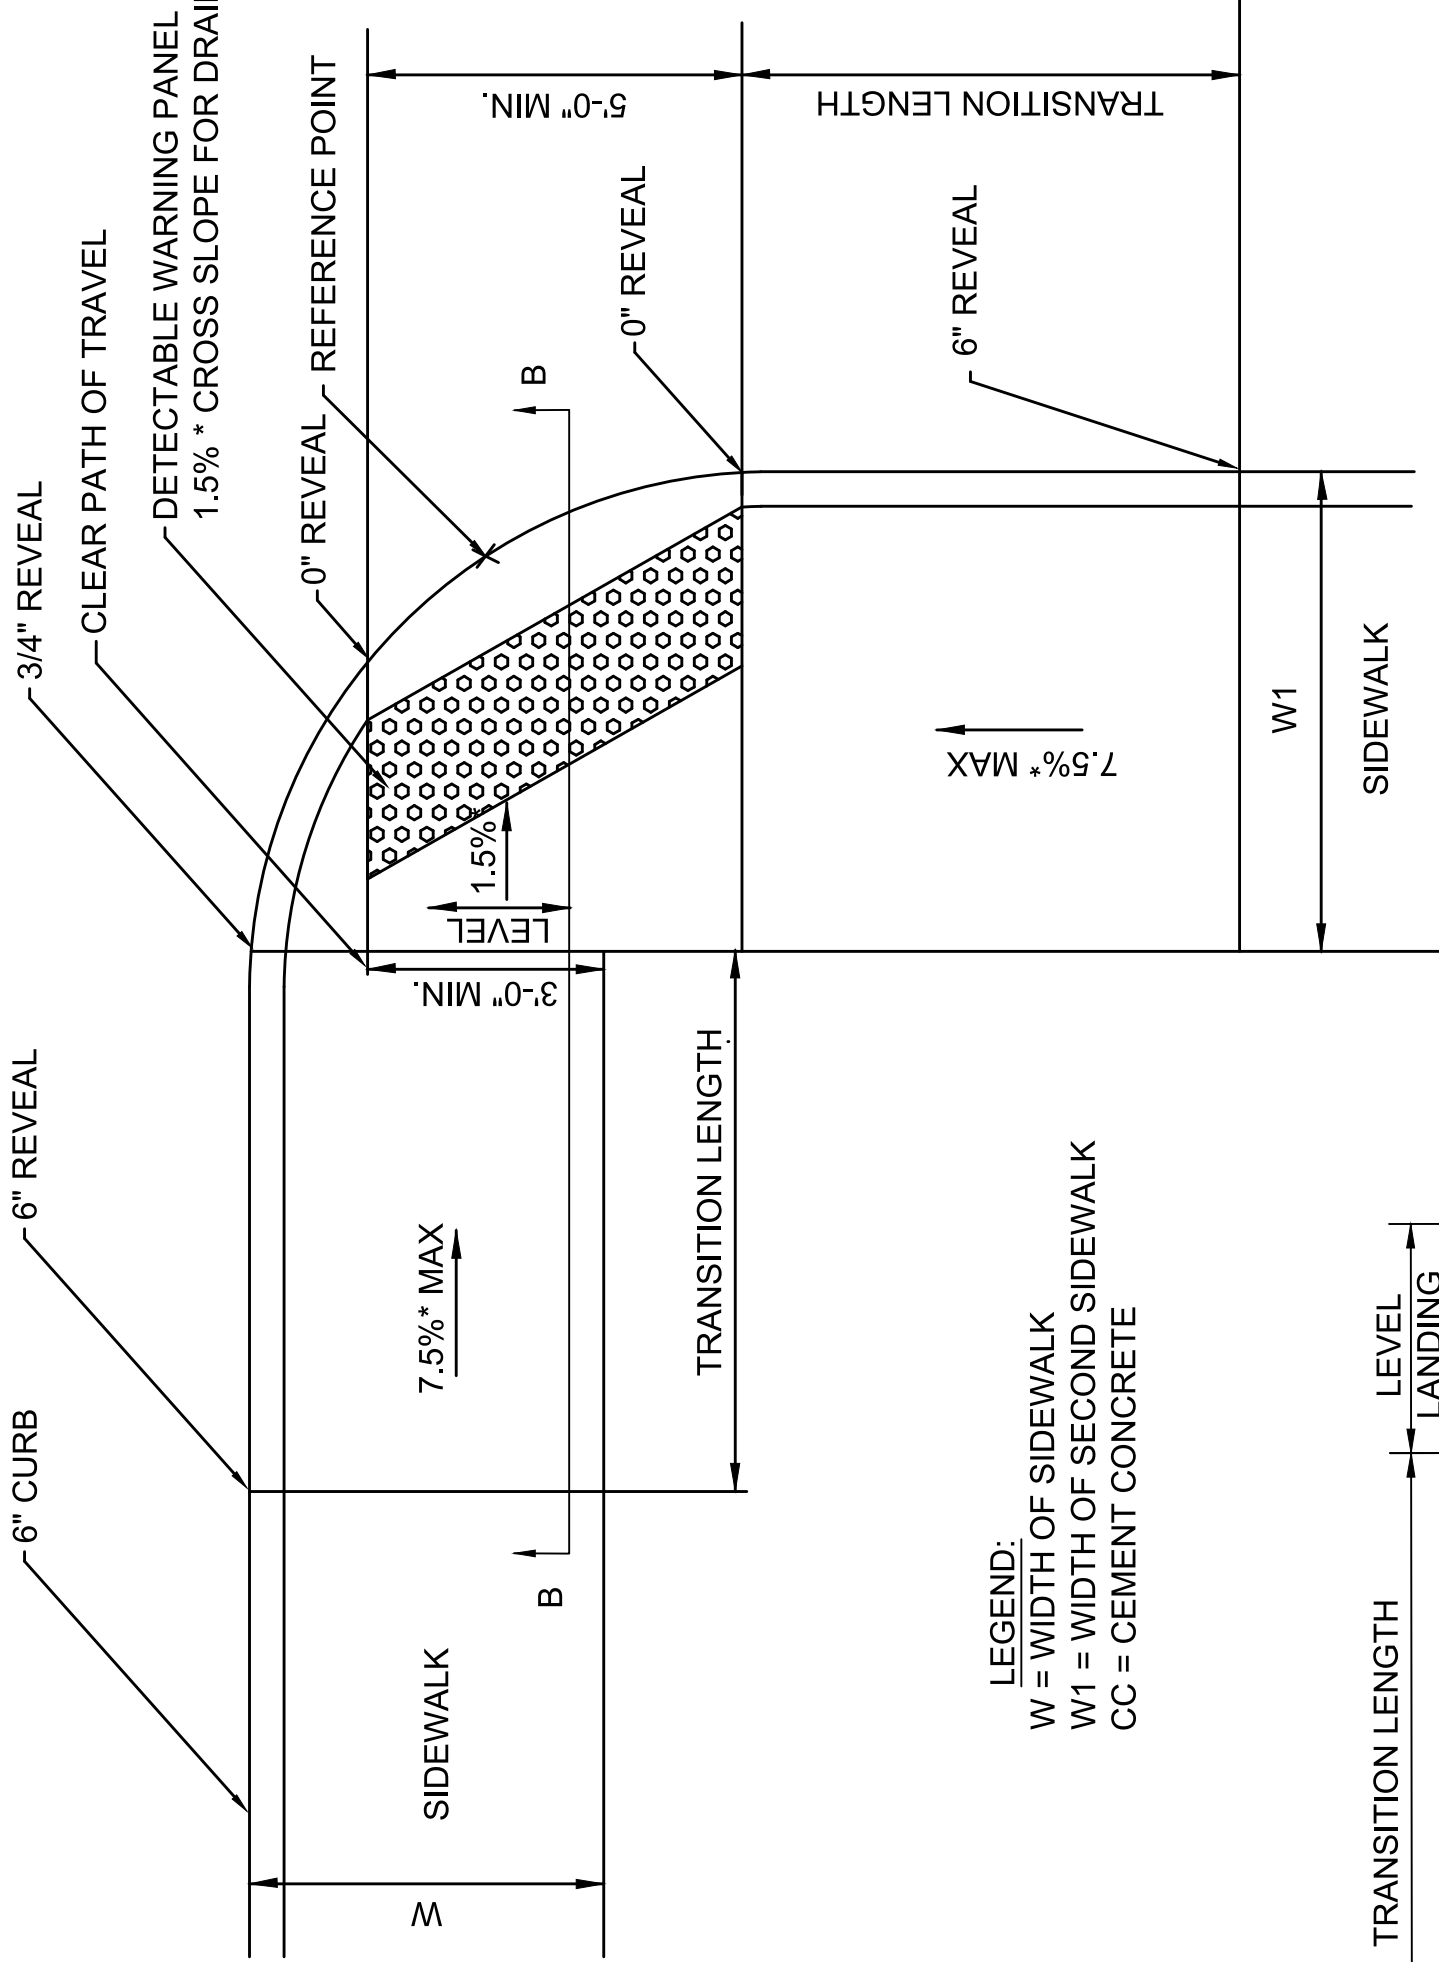 6" CURB
6" REVEAL
3/4" REVEAL
CLEAR PATH OF TRAVEL
DETECTABLE WARNING PANEL
1.5% * CROSS SLOPE FOR
0" REVEAL
REFERENCE POINT
5'-0" MIN.
TRANSITION LENGTH
0" REVEAL
6" REVEAL
B
1.5%*
LEVEL
3'-0" MIN.
7.5%* MAX
W1
SIDEWALK
7.5%* MAX
TRANSITION LENGTH
B
SIDEWALK
W
LEGEND:
W = WIDTH OF SIDEWALK
W1 = WIDTH OF SECOND SIDEWALK
CC = CEMENT CONCRETE
TRANSITION LENGTH
LEVEL
LANDING